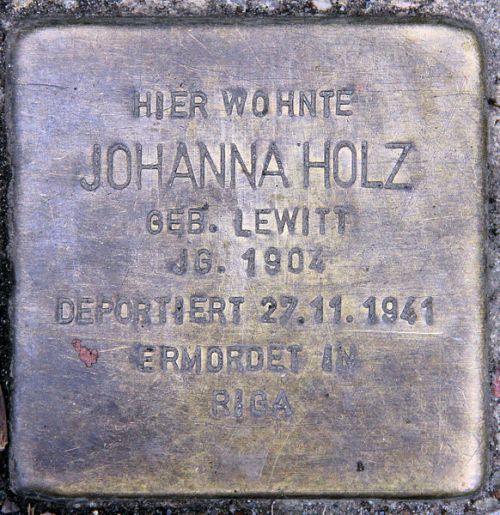 HIER WOHNTE
JOHANNA HOLZ
GEB. LEWITT
JG. 1904
DEPORTIERT 27.11.1941
ERMORDET IN
RIGA